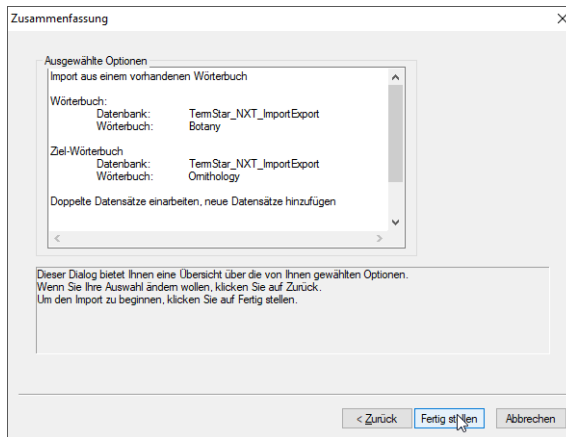 Zusammenfassung
Ausgewählte Optionen
Import aus einem vorhandenen Wörterbuch
Wörterbuch:
Datenbank: TermStar_NXT_ImportExport
Wörterbuch: Botany
Ziel-Wörterbuch
Datenbank: TermStar_NXT_ImportExport
Wörterbuch: Ornithology
Doppelte Datensätze einarbeiten, neue Datensätze hinzufügen
Dieser Dialog bietet Ihnen eine Übersicht über die von Ihnen gewählten Optionen.
Wenn Sie Ihre Auswahl ändern wollen, klicken Sie auf Zurück.
Um den Import zu beginnen, klicken Sie auf Fertig stellen.
< Zurück Fertig stellen Abbrechen